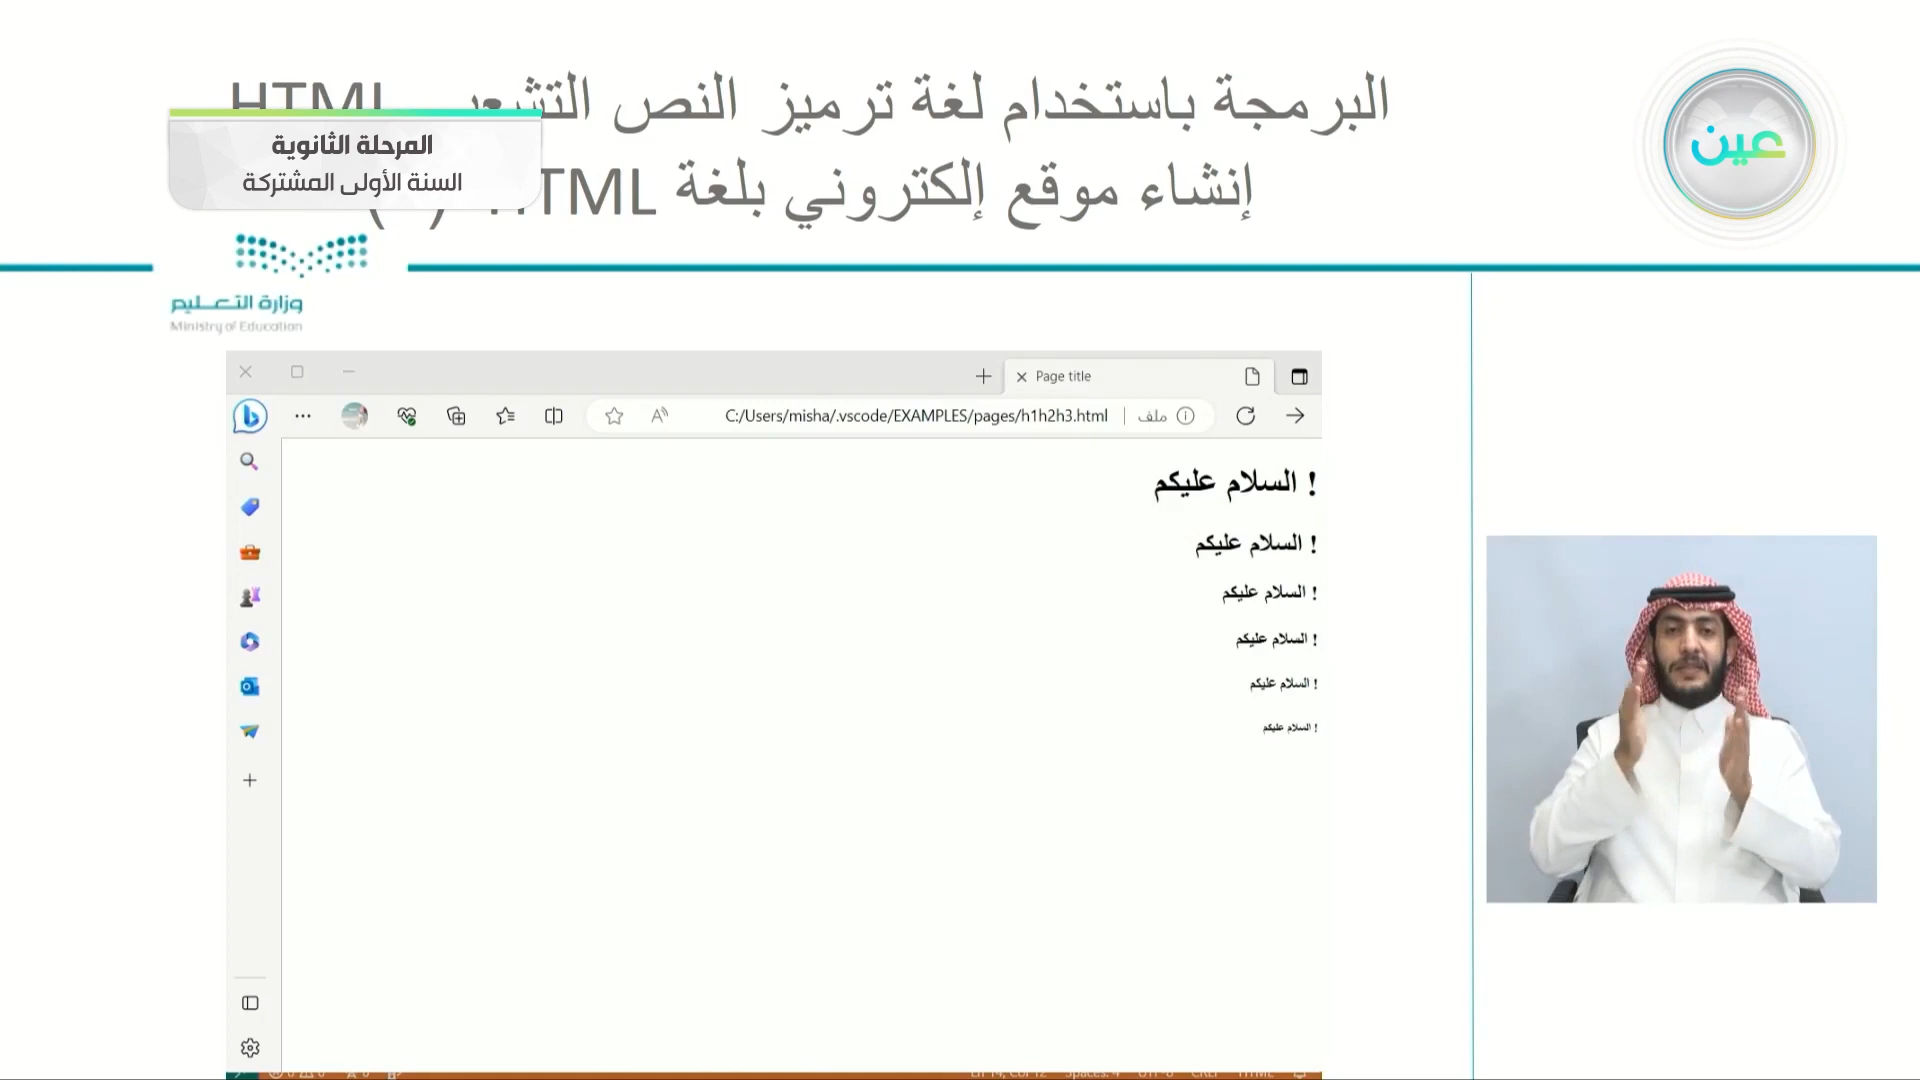 البرمجة باستخدام لغة ترميز النص HTML
إنشاء موقع إلكتروني بلغة HTML
المرحلة الثانوية
السنة الأولى المشتركة
عين
وزارة التعليم
Ministry of Education
Page title
C:/Users/misha/.vscode/EXAMPLES/pages/h1h2h3.html
ملف
السلام عليكم !
السلام عليكم !
السلام عليكم !
السلام عليكم !
السلام عليكم !
السلام عليكم !